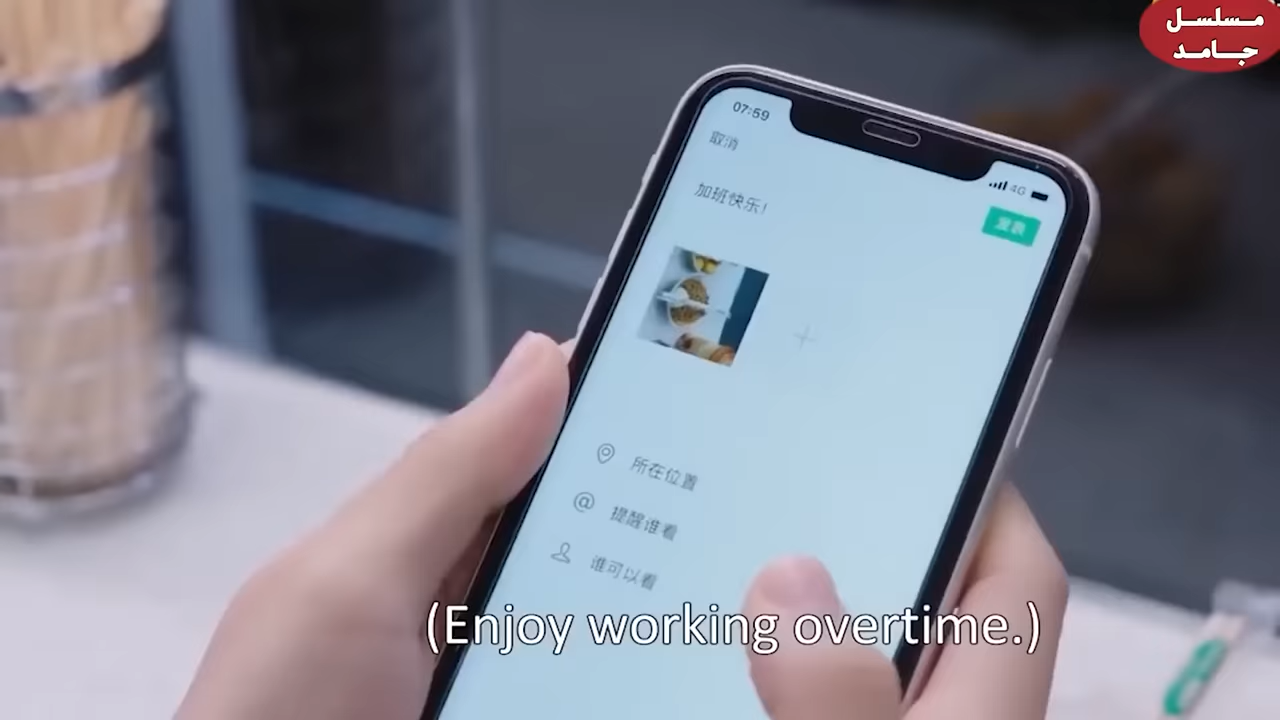 مسلسل
جامد
07:59
4G
取消
加班快乐!
发表
所在位置
@ 提醒谁看
谁可以看
(Enjoy working overtime.)